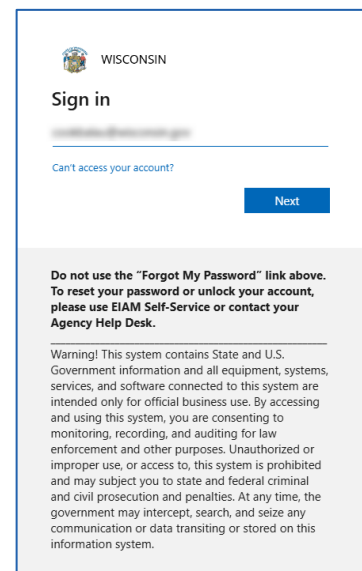 WISCONSIN
Sign in
Can't access your account?
Next
Do not use the “Forgot My Password” link above.
To reset your password or unlock your account,
please use EIAM Self-Service or contact your
Agency Help Desk.
Warning! This system contains State and U.S.
Government information and all equipment, systems,
services, and software connected to this system are
intended only for official business use. By accessing
and using this system, you are consenting to
monitoring, recording, and auditing for law
enforcement and other purposes. Unauthorized or
improper use, or access to, this system is prohibited
and may subject you to state and federal criminal
and civil prosecution and penalties. At any time, the
government may intercept, search, and seize any
communication or data transiting or stored on this
information system.